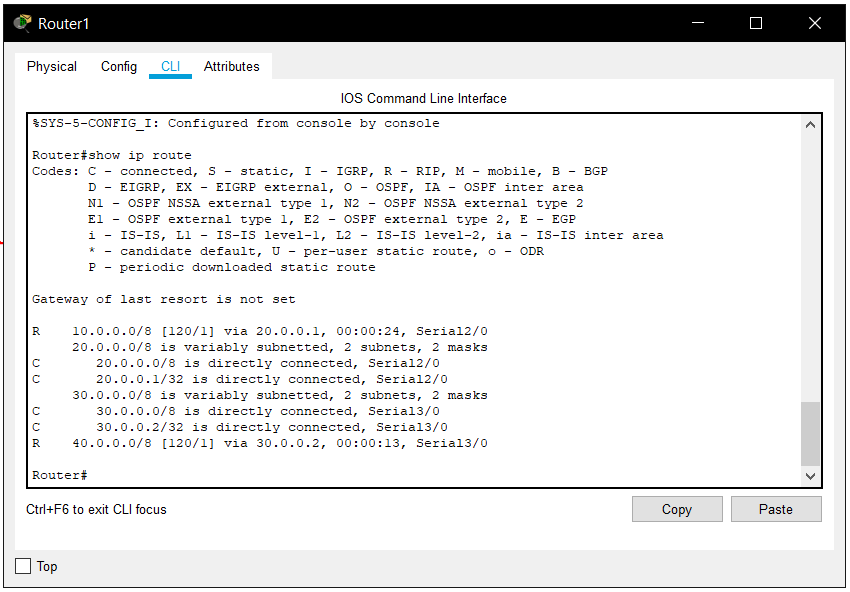 Router1
Physical Config CLI Attributes
IOS Command Line Interface
%SYS-5-CONFIG_I: Configured from console by console
Router#show ip route
Codes: C - connected, S - static, I - IGRP, R - RIP, M - mobile, B - BGP
       D - EIGRP, EX - EIGRP external, O - OSPF, IA - OSPF inter area
       N1 - OSPF NSSA external type 1, N2 - OSPF NSSA external type 2
       E1 - OSPF external type 1, E2 - OSPF external type 2, E - EGP
       i - IS-IS, L1 - IS-IS level-1, L2 - IS-IS level-2, ia - IS-IS inter area
       * - candidate default, U - per-user static route, o - ODR
       P - periodic downloaded static route
Gateway of last resort is not set
R    10.0.0.0/8 [120/1] via 20.0.0.1, 00:00:24, Serial2/0
     20.0.0.0/8 is variably subnetted, 2 subnets, 2 masks
C       20.0.0.0/8 is directly connected, Serial2/0
C       20.0.0.1/32 is directly connected, Serial2/0
     30.0.0.0/8 is variably subnetted, 2 subnets, 2 masks
C       30.0.0.0/8 is directly connected, Serial3/0
C       30.0.0.2/32 is directly connected, Serial3/0
R    40.0.0.0/8 [120/1] via 30.0.0.2, 00:00:13, Serial3/0
Router#
Ctrl+F6 to exit CLI focus
Copy Paste
Top